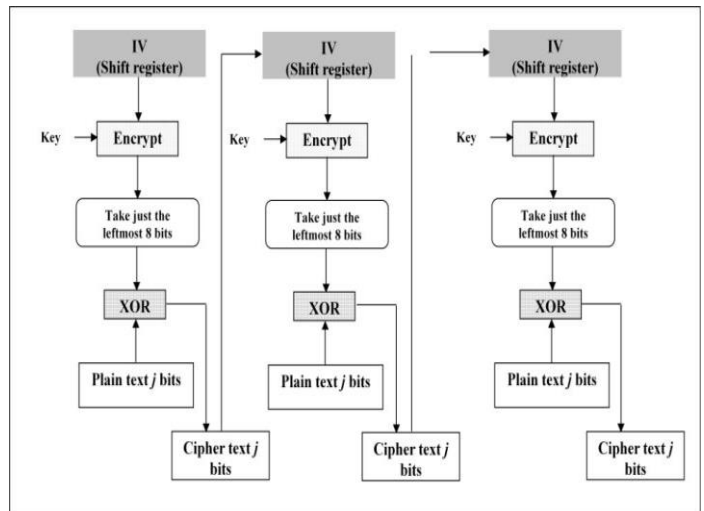 IV
(Shift register)
IV
(Shift register)
IV
(Shift register)
Key
Encrypt
Key
Encrypt
Key
Encrypt
Take just the
leftmost 8 bits
Take just the
leftmost 8 bits
Take just the
leftmost 8 bits
XOR
XOR
XOR
Plain text j bits
Plain text j bits
Plain text j bits
Cipher text j
bits
Cipher text j
bits
Cipher text j
bits